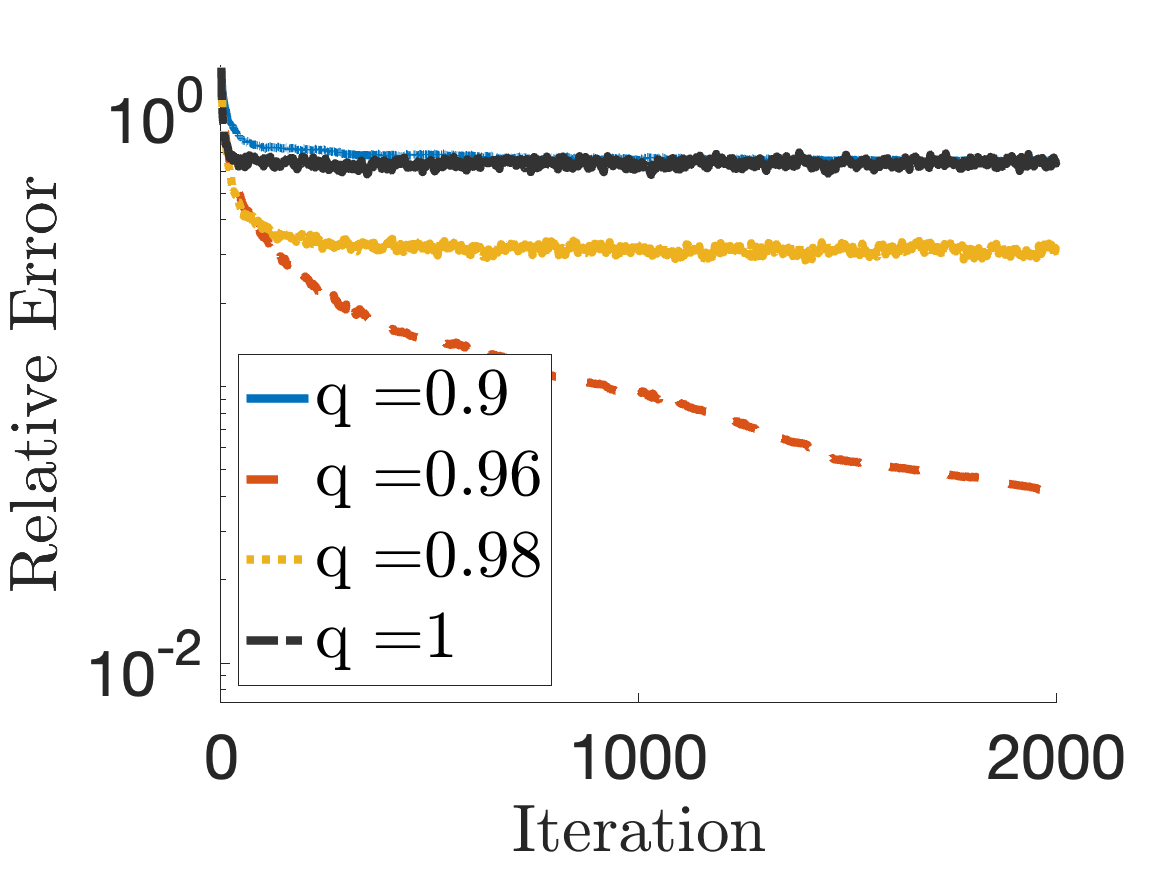 10^0
Relative Error
q =0.9
q =0.96
q =0.98
q =1
10^-2
0 1000 2000
Iteration